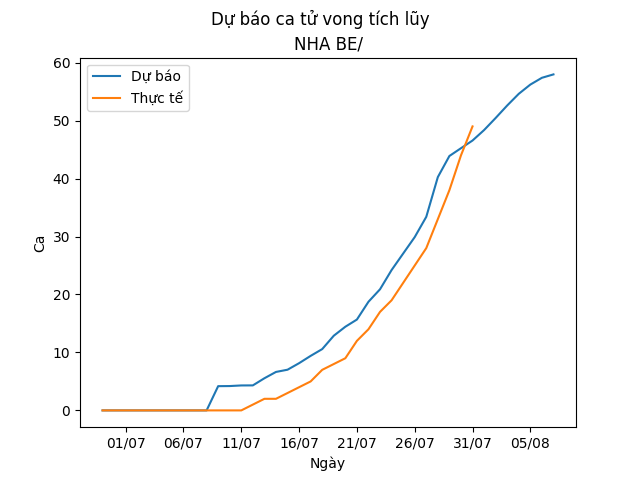 Dự báo ca tử vong tích lũy
NHA BE/
Dự báo
Thực tế
Ca
60
50
40
30
20
10
0
01/07 06/07 11/07 16/07 21/07 26/07 31/07 05/08
Ngày